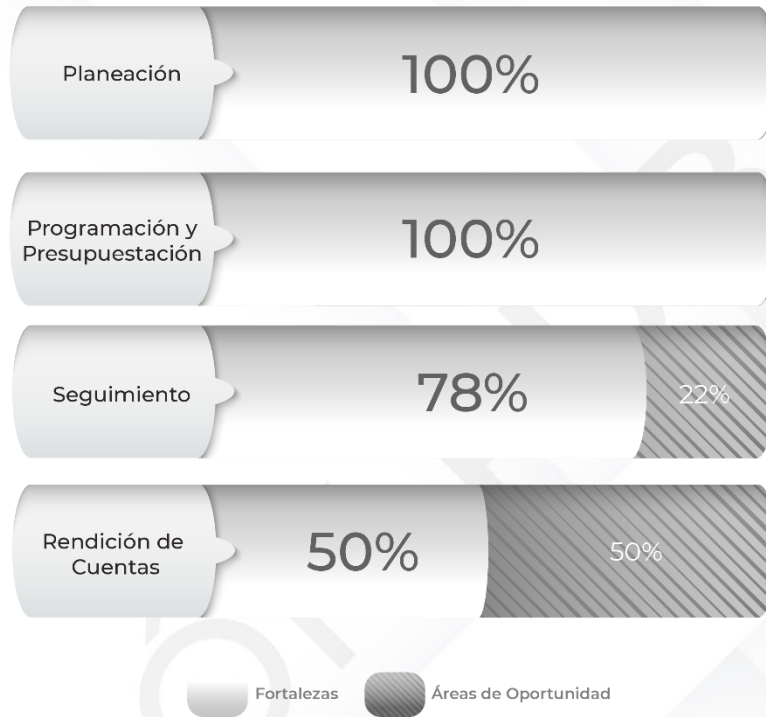 Planeación
100%
Programación y
Presupuestación
100%
Seguimiento
78%
22%
Rendición de
Cuentas
50%
50%
Fortalezas
Áreas de Oportunidad